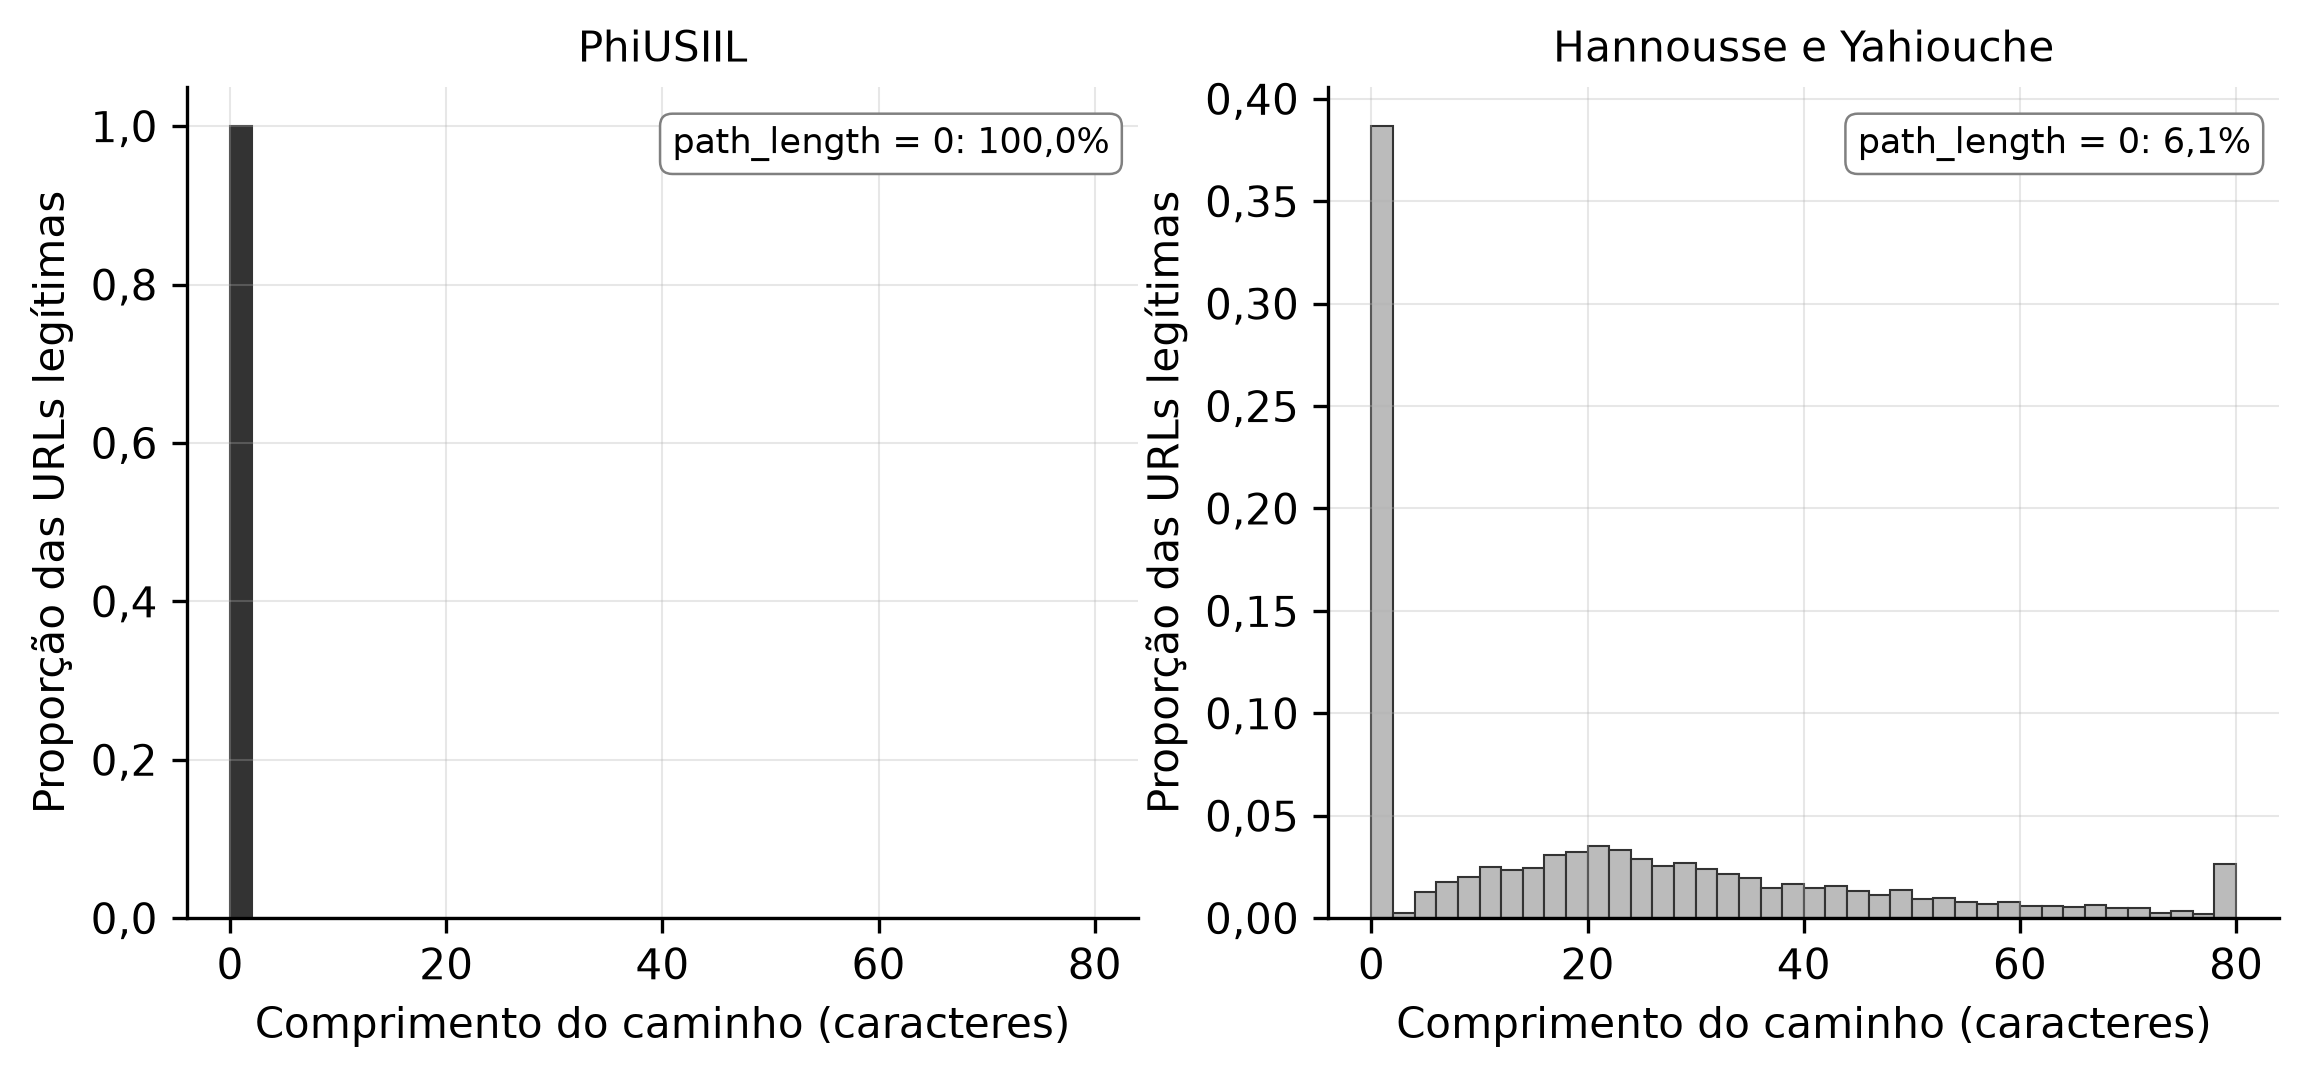 PhiUSIIL
path_length = 0: 100,0%
Proporção das URLs legítimas
1,0
0,8
0,6
0,4
0,2
0,0
0 20 40 60 80
Comprimento do caminho (caracteres)
Hannousse e Yahiouche
path_length = 0: 6,1%
Proporção das URLs legítimas
0,40
0,35
0,30
0,25
0,20
0,15
0,10
0,05
0,00
0 20 40 60 80
Comprimento do caminho (caracteres)